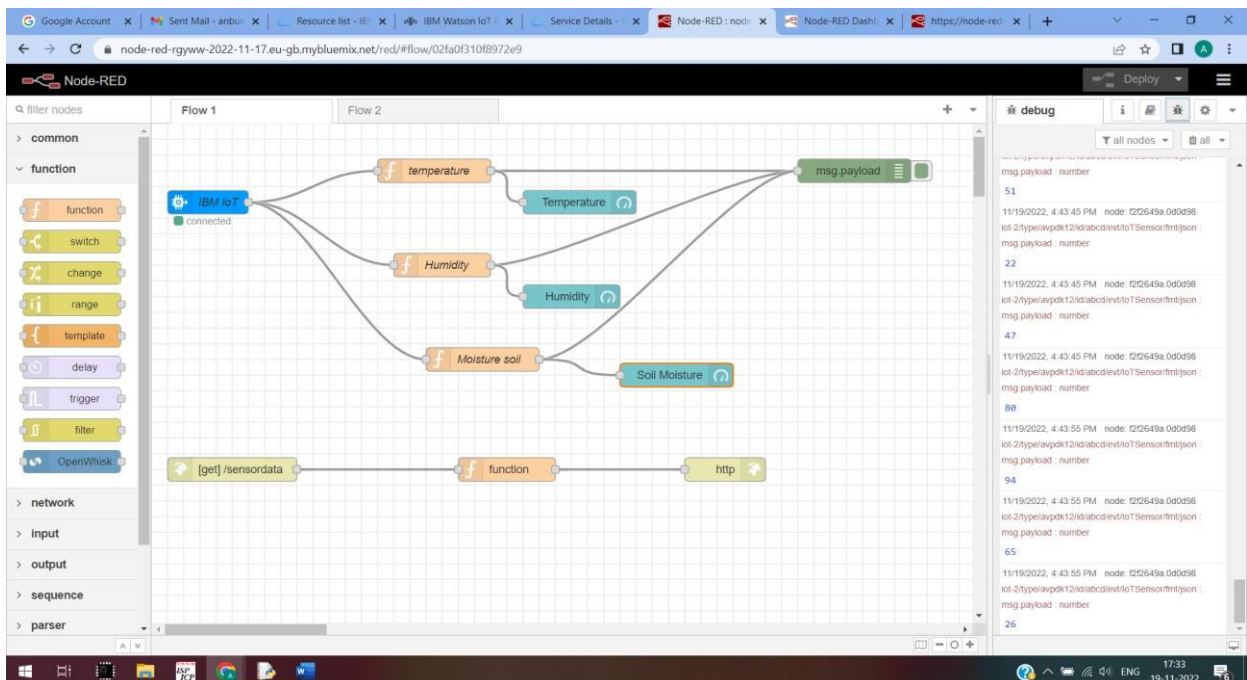 Google Account
Sent Mail - anbu
Resource list - IB
IBM Watson IoT P
Service Details - I
Node-RED : node
Node-RED Dashb
https://node-red
node-red-rgyww-2022-11-17.eu-gb.mybluemix.net/red/#flow/02fa0f310f8972e9
A
Node-RED
Deploy
filter nodes
common
function
function
switch
change
range
template
delay
trigger
filter
OpenWhisk
network
input
output
sequence
parser
Flow 1
Flow 2
temperature
msg.payload
IBM IoT
connected
Temperature
Humidity
Humidity
Moisture soil
Soil Moisture
[get] /sensordata
function
http
debug
all nodes
all
msg.payload : number
51
11/19/2022, 4:43:45 PM node: f2f2649a.0d0d98
iot-2/type/avpdk12/id/abcd/evt/IoTSensor/fmt/json :
msg.payload : number
22
11/19/2022, 4:43:45 PM node: f2f2649a.0d0d98
iot-2/type/avpdk12/id/abcd/evt/IoTSensor/fmt/json :
msg.payload : number
47
11/19/2022, 4:43:45 PM node: f2f2649a.0d0d98
iot-2/type/avpdk12/id/abcd/evt/IoTSensor/fmt/json :
msg.payload : number
80
11/19/2022, 4:43:55 PM node: f2f2649a.0d0d98
iot-2/type/avpdk12/id/abcd/evt/IoTSensor/fmt/json :
msg.payload : number
94
11/19/2022, 4:43:55 PM node: f2f2649a.0d0d98
iot-2/type/avpdk12/id/abcd/evt/IoTSensor/fmt/json :
msg.payload : number
65
11/19/2022, 4:43:55 PM node: f2f2649a.0d0d98
iot-2/type/avpdk12/id/abcd/evt/IoTSensor/fmt/json :
msg.payload : number
26
ISP
ICP
ENG
17:33
19-11-2022